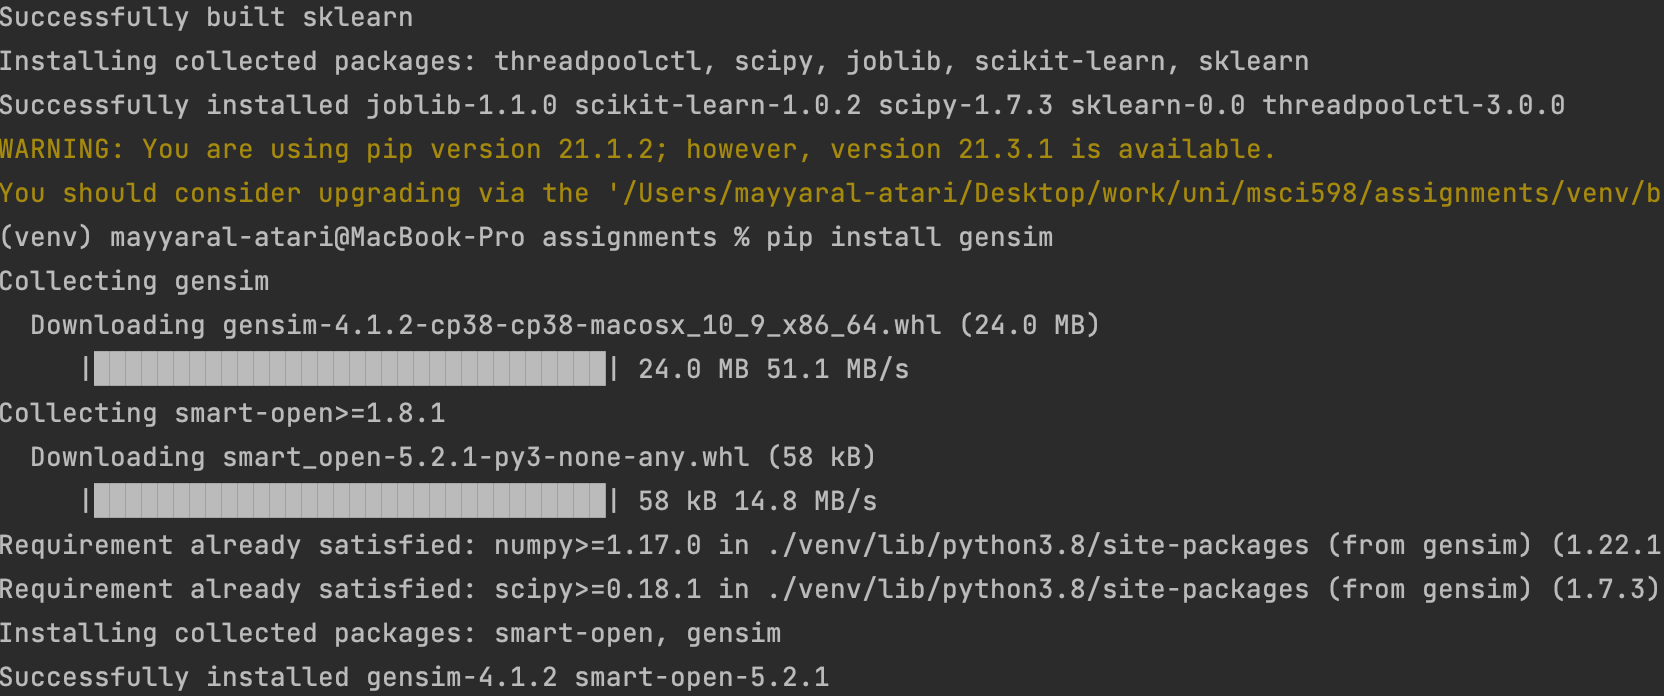 Successfully built sklearn
Installing collected packages: threadpoolctl, scipy, joblib, scikit-learn, sklearn
Successfully installed joblib-1.1.0 scikit-learn-1.0.2 scipy-1.7.3 sklearn-0.0 threadpoolctl-3.0.0
WARNING: You are using pip version 21.1.2; however, version 21.3.1 is available.
You should consider upgrading via the '/Users/mayyaral-atari/Desktop/work/uni/msci598/assignments/venv/b
(venv) mayyaral-atari@MacBook-Pro assignments % pip install gensim
Collecting gensim
  Downloading gensim-4.1.2-cp38-cp38-macosx_10_9_x86_64.whl (24.0 MB)
     |████████████████████████████████| 24.0 MB 51.1 MB/s
Collecting smart-open>=1.8.1
  Downloading smart_open-5.2.1-py3-none-any.whl (58 kB)
     |████████████████████████████████| 58 kB 14.8 MB/s
Requirement already satisfied: numpy>=1.17.0 in ./venv/lib/python3.8/site-packages (from gensim) (1.22.1
Requirement already satisfied: scipy>=0.18.1 in ./venv/lib/python3.8/site-packages (from gensim) (1.7.3)
Installing collected packages: smart-open, gensim
Successfully installed gensim-4.1.2 smart-open-5.2.1